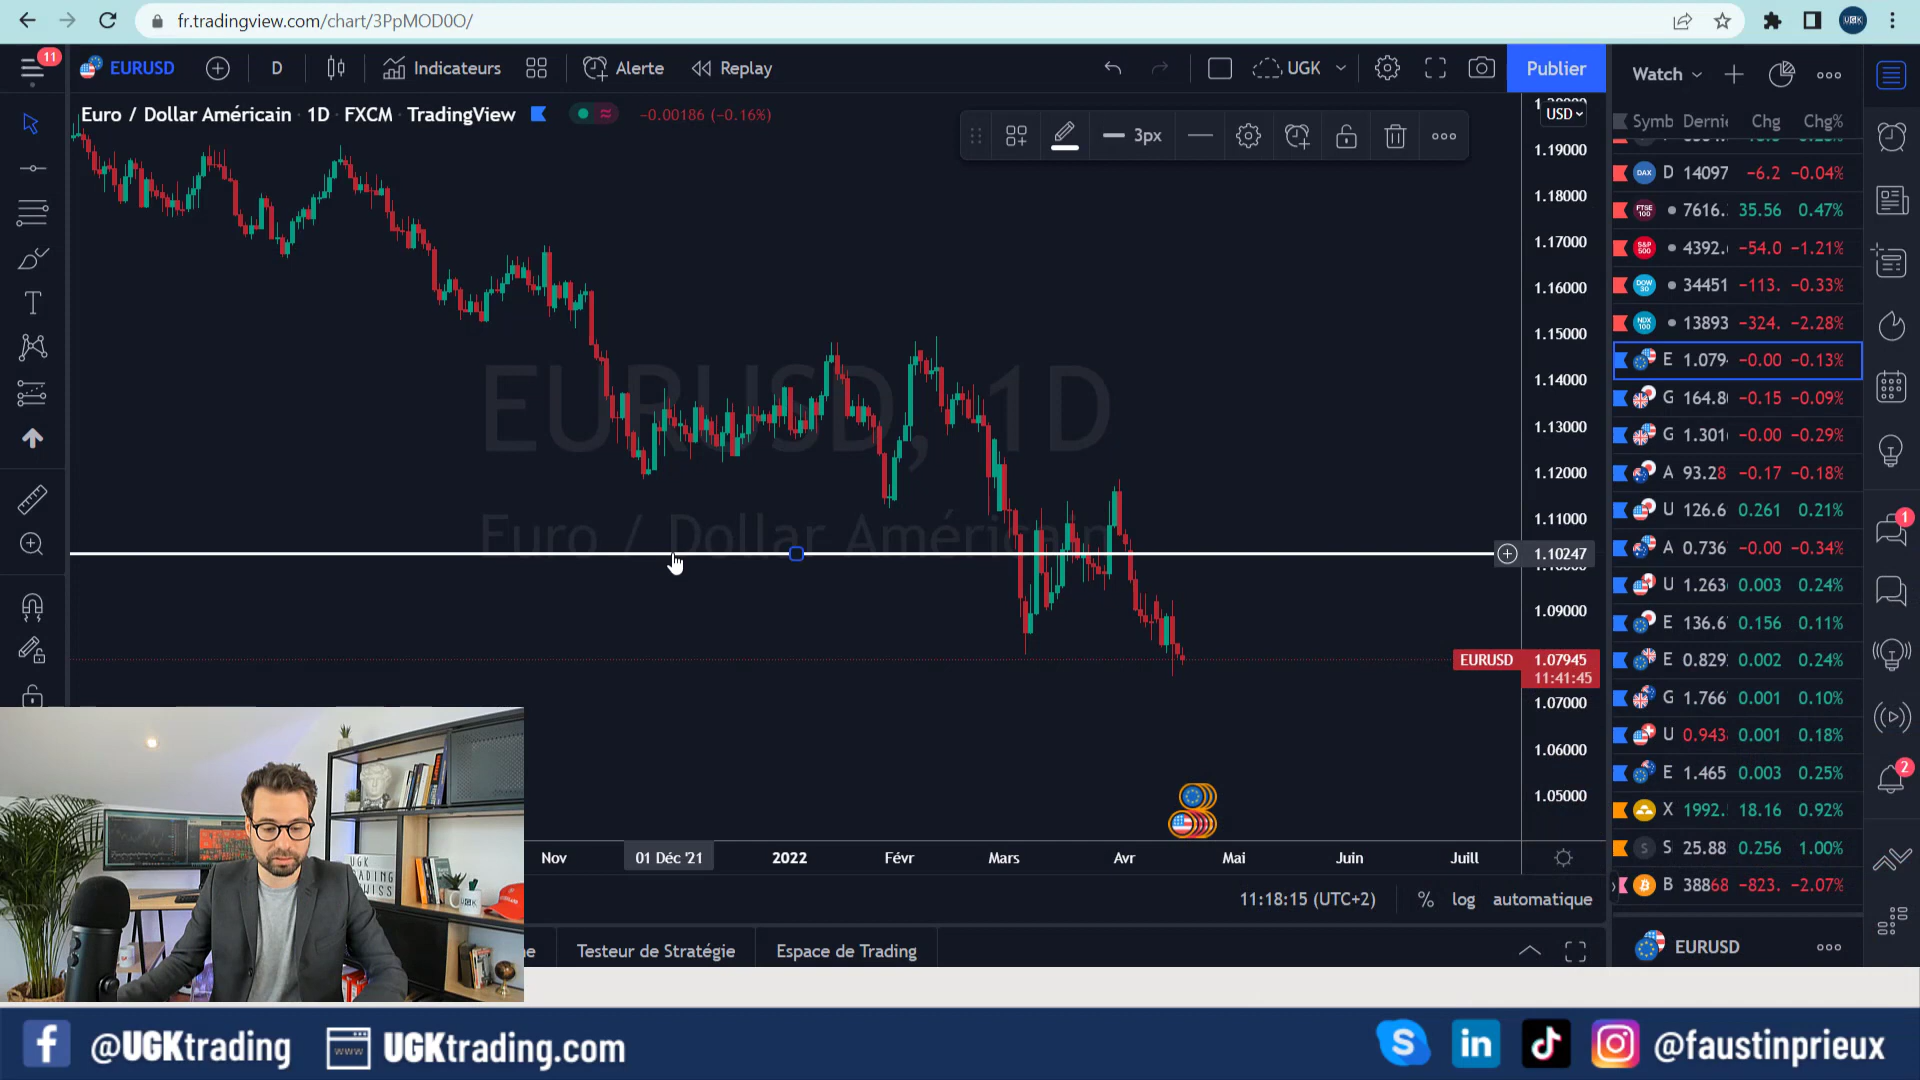 fr.tradingview.com/chart/3PpMOD0O/
11
EURUSD
D
Indicateurs
Alerte
Replay
UGK
Publier
Watch
Euro / Dollar Américain · 1D · FXCM · TradingView
-0.00186 (-0.16%)
3px
USD
Symb Derniè Chg Chg%
1.19000
1.18000
1.17000
1.16000
1.15000
1.14000
1.13000
1.12000
1.11000
1.10247
1.09000
EURUSD 1.07945
11:41:45
1.07000
1.06000
1.05000
EURUSD, 1D
Euro / Dollar Américain
D 14097 -6.2 -0.04%
7616. 35.56 0.47%
4392. -54.0 -1.21%
34451 -113. -0.33%
13893 -324. -2.28%
E 1.079 -0.00 -0.13%
G 164.8 -0.15 -0.09%
G 1.301 -0.00 -0.29%
A 93.28 -0.17 -0.18%
U 126.6 0.261 0.21%
A 0.736 -0.00 -0.34%
U 1.263 0.003 0.24%
E 136.6 0.156 0.11%
E 0.829 0.002 0.24%
G 1.766 0.001 0.10%
U 0.943 0.001 0.18%
E 1.465 0.003 0.25%
X 1992. 18.16 0.92%
S 25.88 0.256 1.00%
B 38868 -823. -2.07%
1
2
Nov 01 Déc '21 2022 Févr Mars Avr Mai Juin Juill
11:18:15 (UTC+2) % log automatique
Testeur de Stratégie
Espace de Trading
EURUSD
UGK
TRADING
SWISS
@UGKtrading
www
UGKtrading.com
@faustinprieux